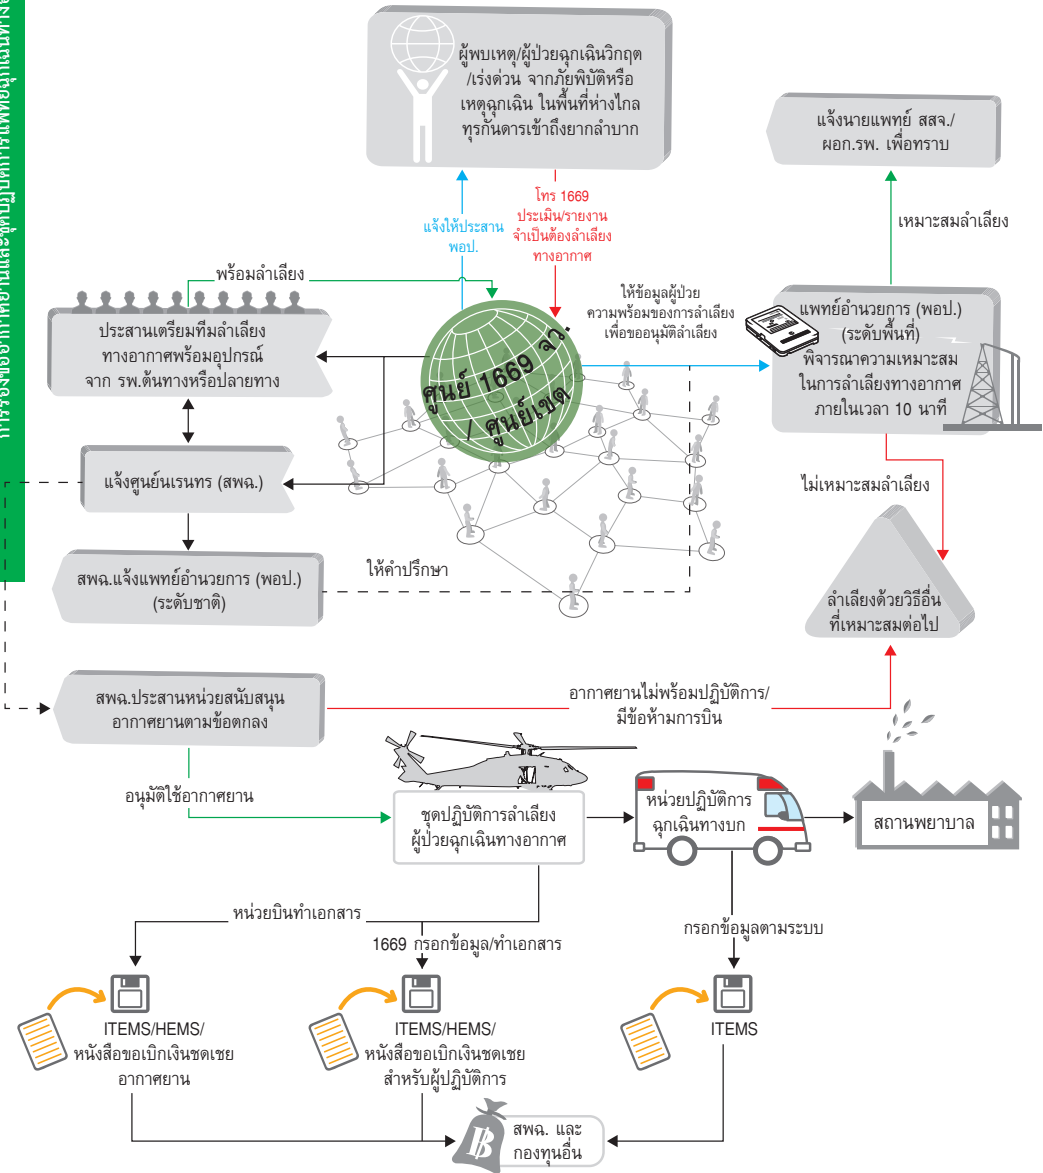 ผู้พบเหตุ/ผู้ป่วยฉุกเฉินวิกฤต
/เร่งด่วน จากภัยพิบัติหรือ
เหตุฉุกเฉิน ในพื้นที่ห่างไกล
ทุรกันดารเข้าถึงยากลำบาก
แจ้งนายแพทย์ สสจ./
ผอก.รพ. เพื่อทราบ
แจ้งให้ประสาน
พอป.
โทร 1669
ประเมิน/รายงาน
จำเป็นต้องลำเลียง
ทางอากาศ
เหมาะสมลำเลียง
พร้อมลำเลียง
ประสานเตรียมทีมลำเลียง
ทางอากาศพร้อมอุปกรณ์
จาก รพ.ต้นทางหรือปลายทาง
ศูนย์ 1669 จว.
/ ศูนย์เขต
ให้ข้อมูลผู้ป่วย
ความพร้อมของการลำเลียง
เพื่อขออนุมัติลำเลียง
แพทย์อำนวยการ (พอป.)
(ระดับพื้นที่)
พิจารณาความเหมาะสม
ในการลำเลียงทางอากาศ
ภายในเวลา 10 นาที
แจ้งศูนย์นเรนทร (สพฉ.)
ไม่เหมาะสมลำเลียง
สพฉ.แจ้งแพทย์อำนวยการ (พอป.)
(ระดับชาติ)
ให้คำปรึกษา
ลำเลียงด้วยวิธีอื่น
ที่เหมาะสมต่อไป
สพฉ.ประสานหน่วยสนับสนุน
อากาศยานตามข้อตกลง
อากาศยานไม่พร้อมปฏิบัติการ/
มีข้อห้ามการบิน
อนุมัติใช้อากาศยาน
ชุดปฏิบัติการลำเลียง
ผู้ป่วยฉุกเฉินทางอากาศ
หน่วยปฏิบัติการ
ฉุกเฉินทางบก
สถานพยาบาล
หน่วยบินทำเอกสาร
1669 กรอกข้อมูล/ทำเอกสาร
กรอกข้อมูลตามระบบ
ITEMS/HEMS/
หนังสือขอเบิกเงินชดเชย
อากาศยาน
ITEMS/HEMS/
หนังสือขอเบิกเงินชดเชย
สำหรับผู้ปฏิบัติการ
ITEMS
฿
สพฉ. และ
กองทุนอื่น